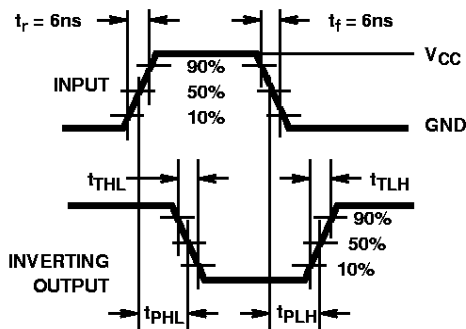 tr = 6ns
tf = 6ns
VCC
INPUT
90%
50%
10%
GND
tTHL
tTLH
90%
50%
10%
INVERTING
OUTPUT
tPHL
tPLH